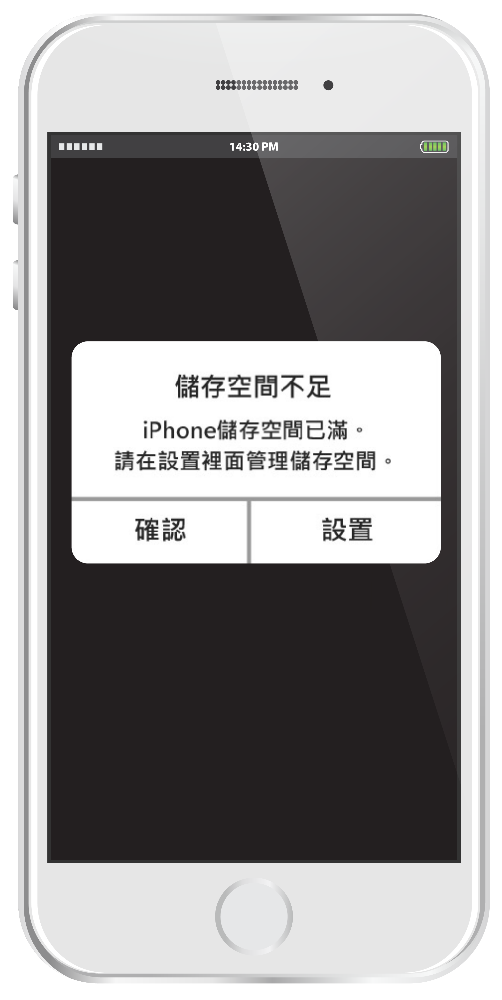 14:30 PM
儲存空間不足
iPhone儲存空間已滿。
請在設置裡面管理儲存空間。
確認
設置